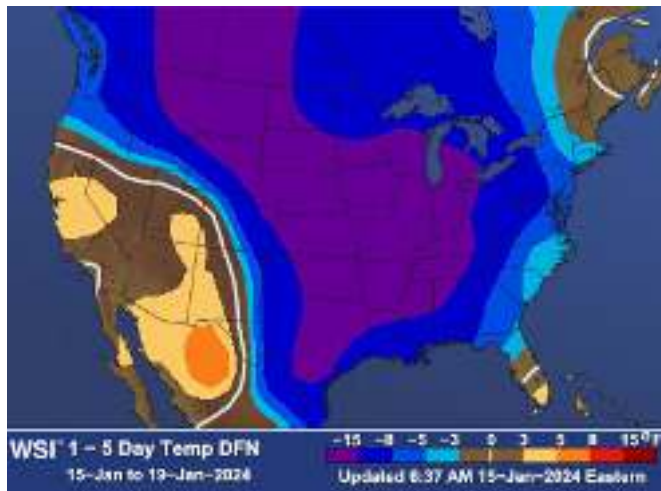 WSI™ 1 - 5 Day Temp DFN
15-Jan to 19-Jan-2024
-15 -8 -5 -3 0 3 5 8 15 °F
Updated 6:37 AM 15-Jan-2024 Eastern